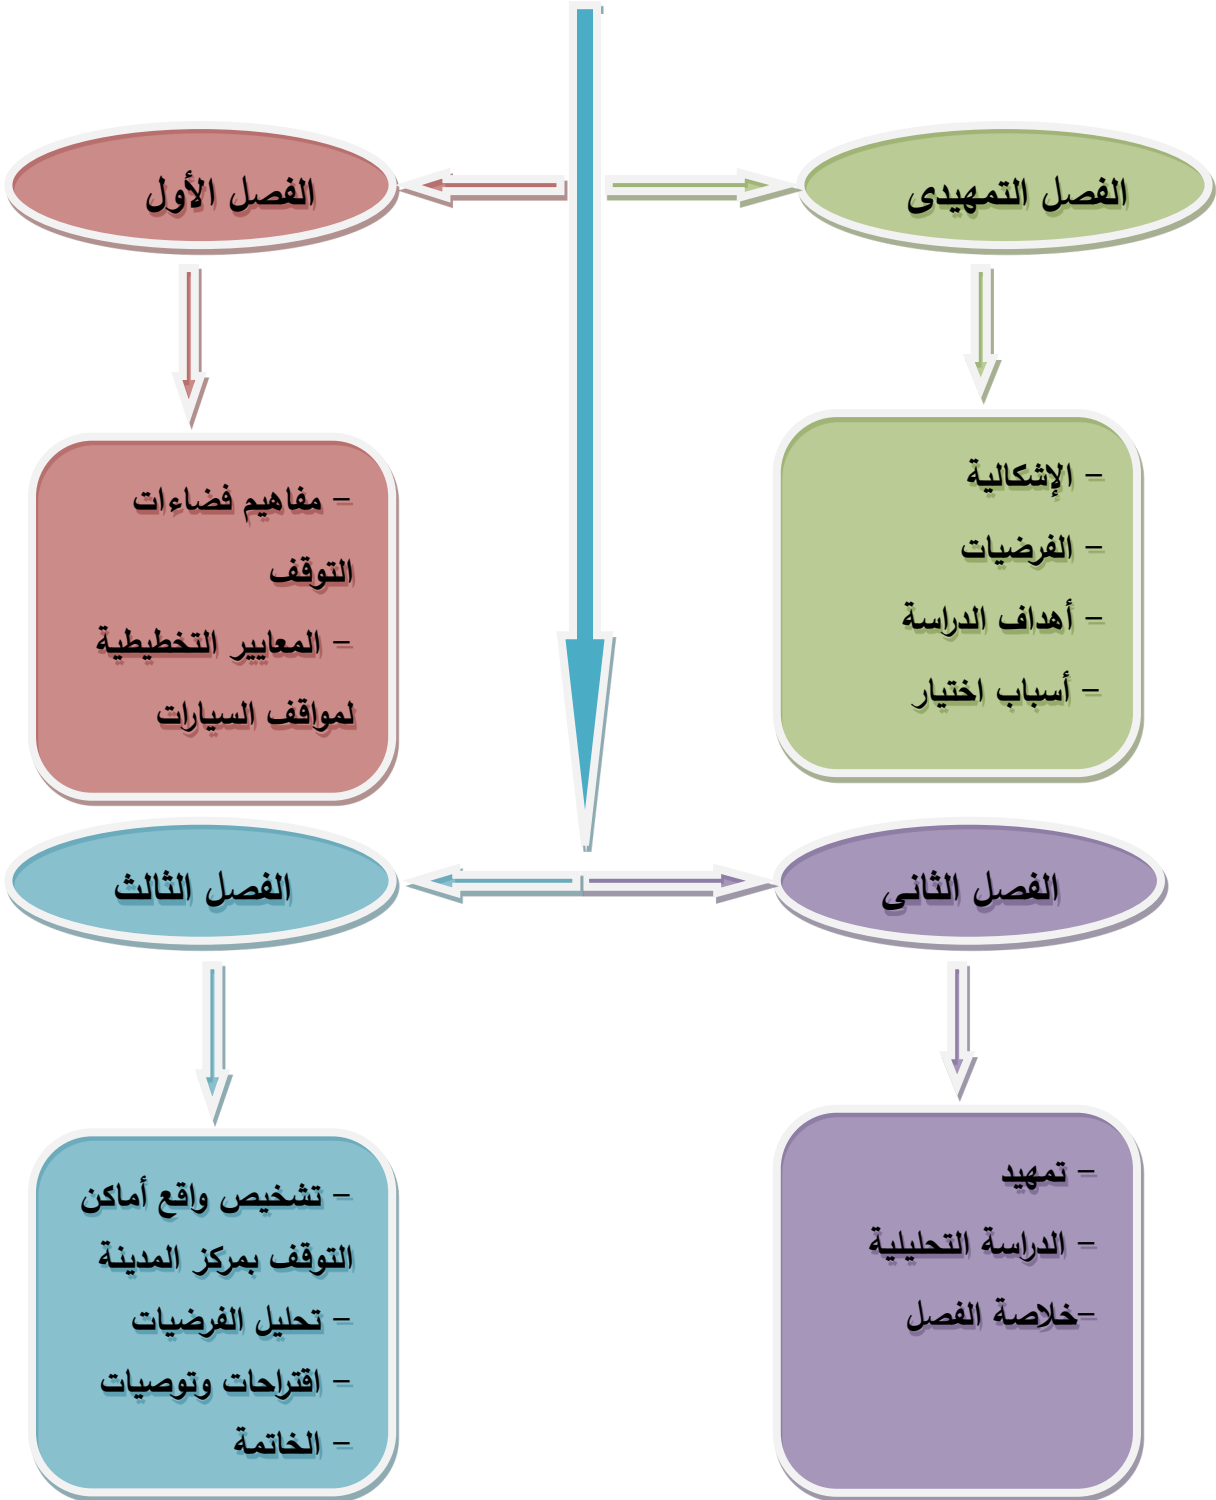 الفصل التمهيدى
– الإشكالية
– الفرضيات
– أهداف الدراسة
– أسباب اختيار
الفصل الأول
– مفاهيم فضاءات
التوقف
– المعايير التخطيطية
لمواقف السيارات
الفصل الثانى
– تمهيد
– الدراسة التحليلية
–خلاصة الفصل
الفصل الثالث
– تشخيص واقع أماكن
التوقف بمركز المدينة
– تحليل الفرضيات
– اقتراحات وتوصيات
– الخاتمة